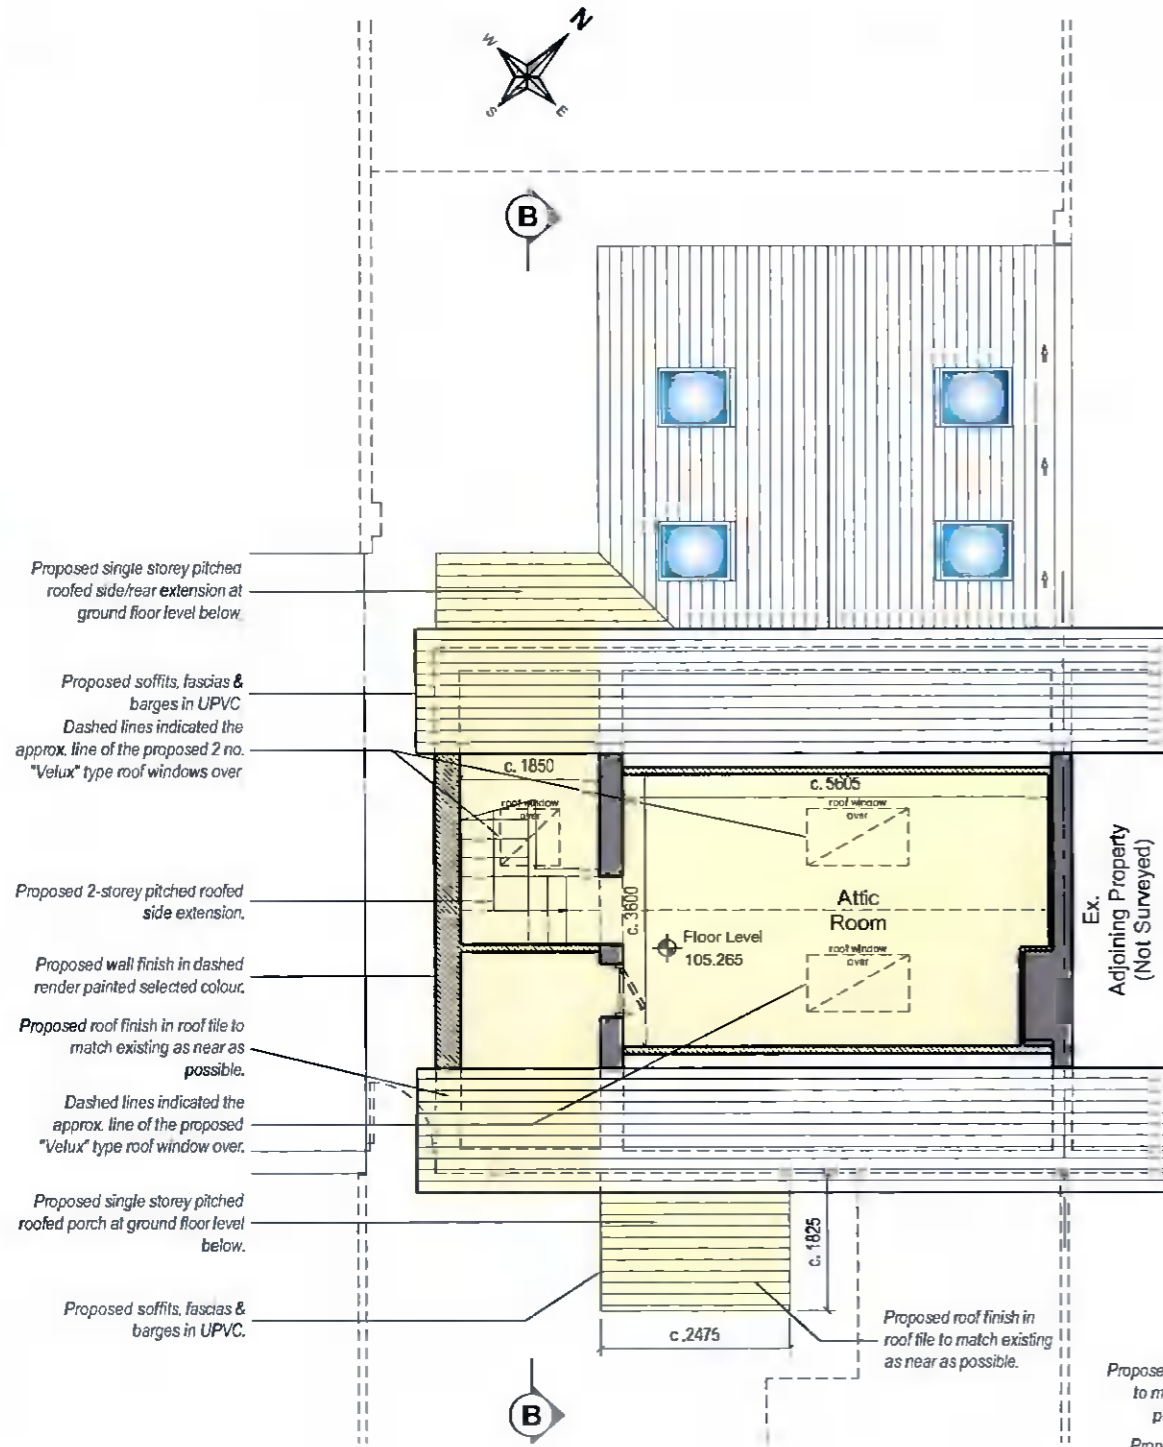 N
W
S
E
B
Proposed single storey pitched
roofed side/rear extension at
ground floor level below.
Proposed soffits, fascias &
barges in UPVC
Dashed lines indicated the
approx. line of the proposed 2 no.
"Velux" type roof windows over
c. 1850
c. 5605
roof window
over
roof window
over
Proposed 2-storey pitched roofed
side extension.
c. 3600
Attic
Room
Floor Level
105.265
roof window
over
Ex.
Adjoining Property
(Not Surveyed)
Proposed wall finish in dashed
render painted selected colour.
Proposed roof finish in roof tile to
match existing as near as
possible.
Dashed lines indicated the
approx. line of the proposed
"Velux" type roof window over.
Proposed single storey pitched
roofed porch at ground floor level
below.
c. 1825
Proposed soffits, fascias &
barges in UPVC.
c.2475
Proposed roof finish in
roof tile to match existing
as near as possible.
B
Propose
to m
p